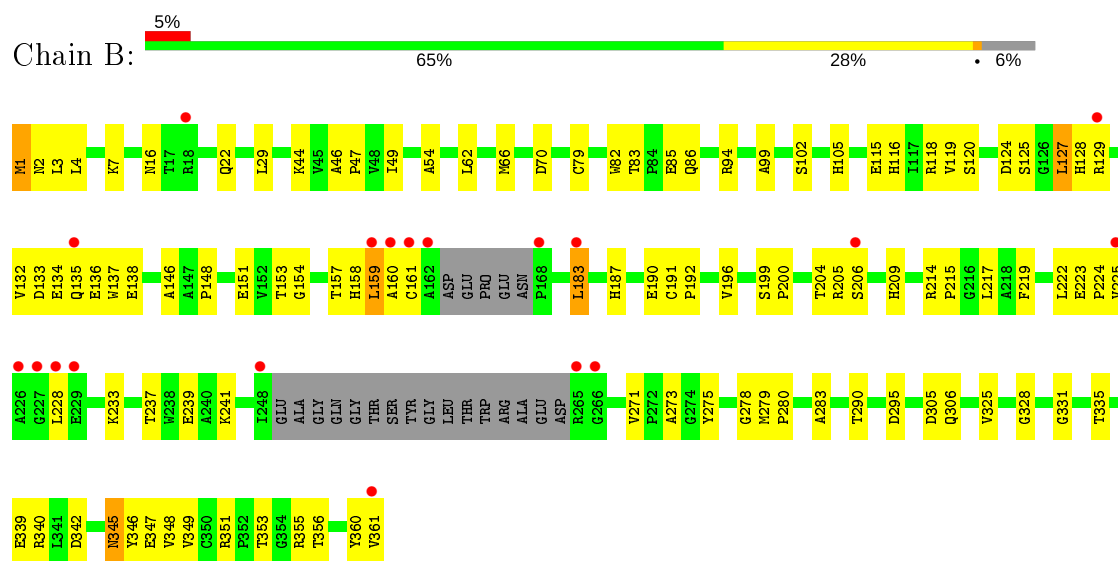 5%
Chain B:
65% 28% • 6%
M1 N2 L3 L4 K7 N16 T17 R18 Q22 L29 K44 V45 A46 P47 V48 I49 A54 L62 M66 D70 C79 W82 T83 P84 E85 Q86 R94 A99 S102 H105 E115 H116 I117 R118 V119 S120 D124 S125 G126 L127 H128 R129
V132 D133 E134 Q135 E136 W137 E138 A146 A147 P148 E151 V152 T153 G154 T157 H158 L159 A160 C161 A162 ASP GLU PRO GLU ASN P168 L183 H187 E190 C191 P192 V196 S199 P200 T204 R205 S206 H209 R214 P215 G216 L217 A218 F219 L222 E223 P224 V225
A226 G227 L228 E229 K233 T237 W238 E239 A240 K241 I248 GLU ALA GLY GLN GLY THR SER TYR GLY LEU THR TRP ARG ALA GLU ASP R265 G266 V271 P272 A273 G274 Y275 G278 M279 P280 A283 T290 D295 D305 Q306 V325 G328 G331 T335
E339 R340 L341 D342 N345 Y346 E347 V348 V349 C350 R351 P352 T353 G354 R355 T356 Y360 V361